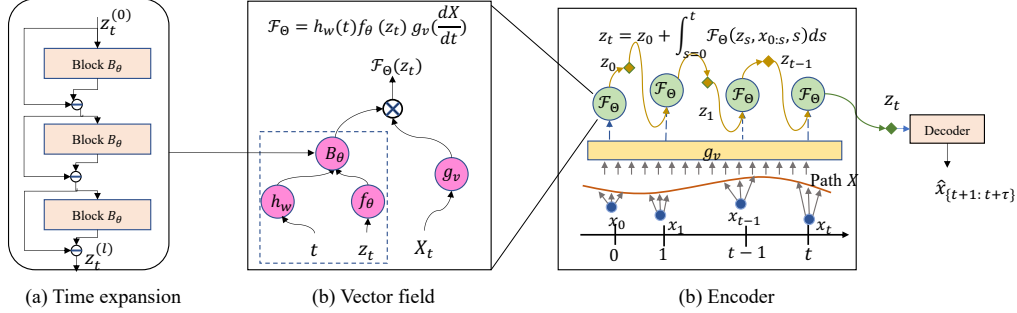 z_t^{(0)}
Block B_θ
Block B_θ
Block B_θ
z_t^{(l)}
(a) Time expansion
ℱ_Θ = h_w(t)f_θ (z_t) g_v(dX/dt)
ℱ_Θ(z_t)
B_θ
g_v
h_w
f_θ
t
z_t
X_t
(b) Vector field
z_t = z_0 + ∫_{s=0}^{t} ℱ_Θ(z_s, x_{0:s}, s)ds
z_0
z_{t−1}
ℱ_Θ
ℱ_Θ
ℱ_Θ
ℱ_Θ
z_1
z_t
g_v
Decoder
Path X
x̂_{{t+1: t+τ}}
x_0
x_1
x_{t−1}
x_t
0
1
t − 1
t
(b) Encoder